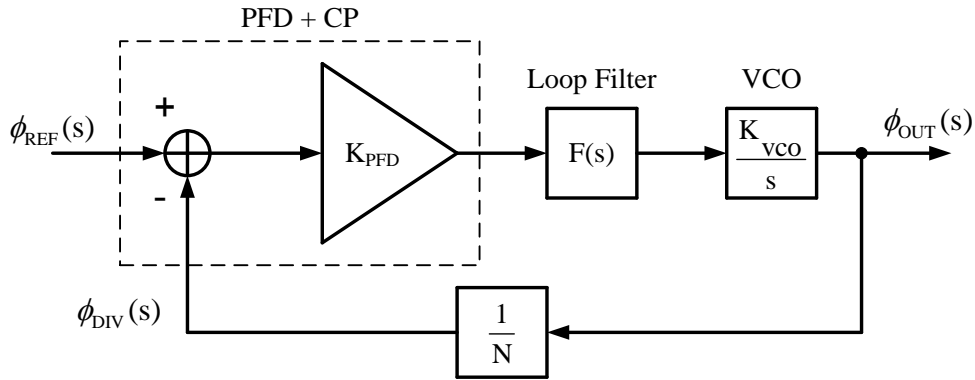 PFD + CP
Loop Filter
VCO
ϕREF(s)
+
-
KPFD
F(s)
Kvco
s
ϕOUT(s)
ϕDIV(s)
1
N